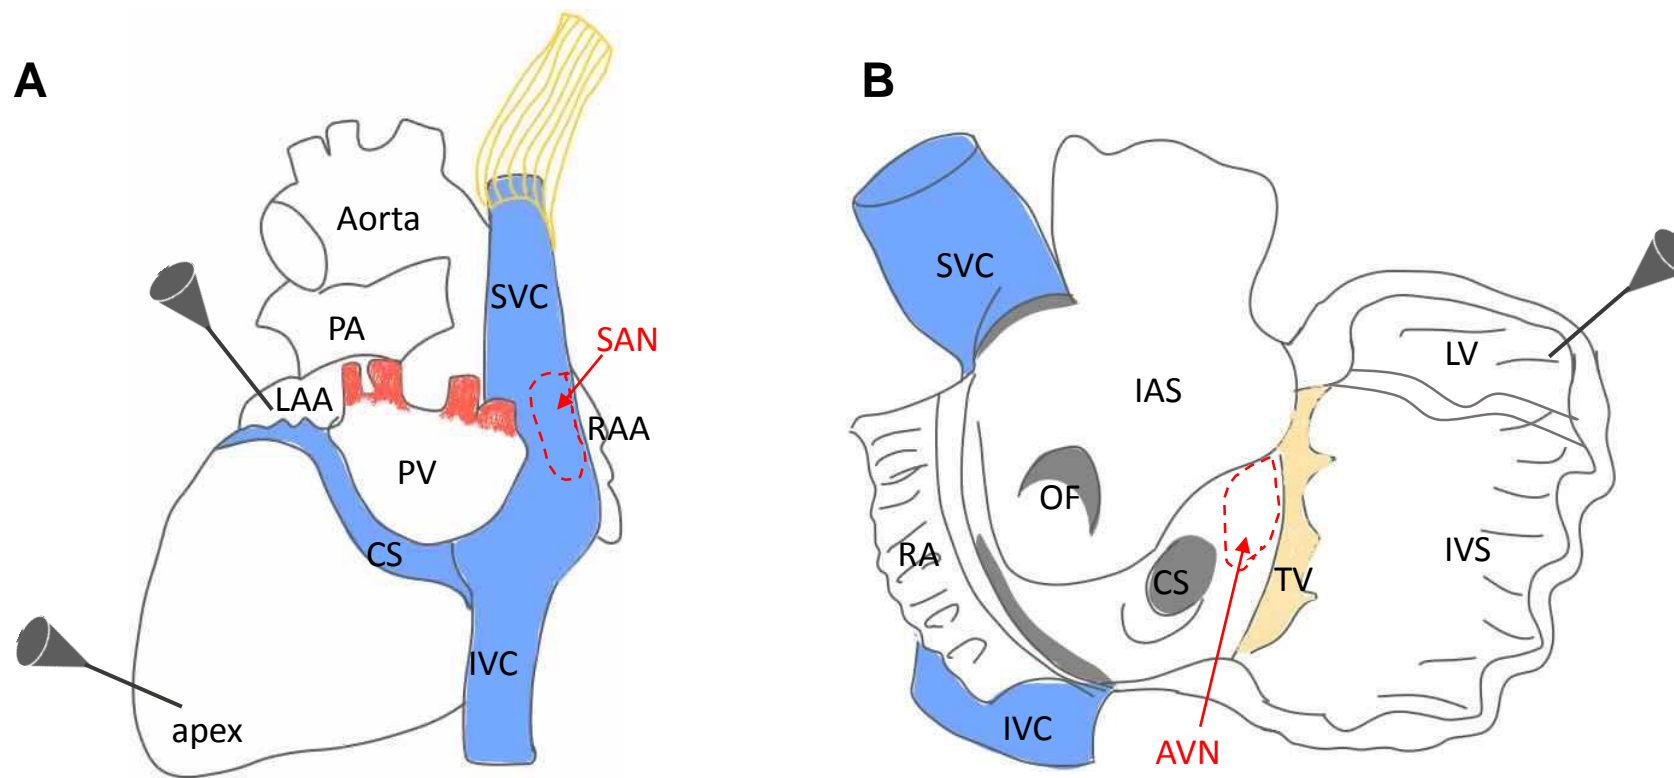 A
Aorta
SVC
PA
SAN
LAA
RAA
PV
CS
IVC
apex
B
SVC
LV
IAS
OF
RA
CS
TV
IVS
IVC
AVN